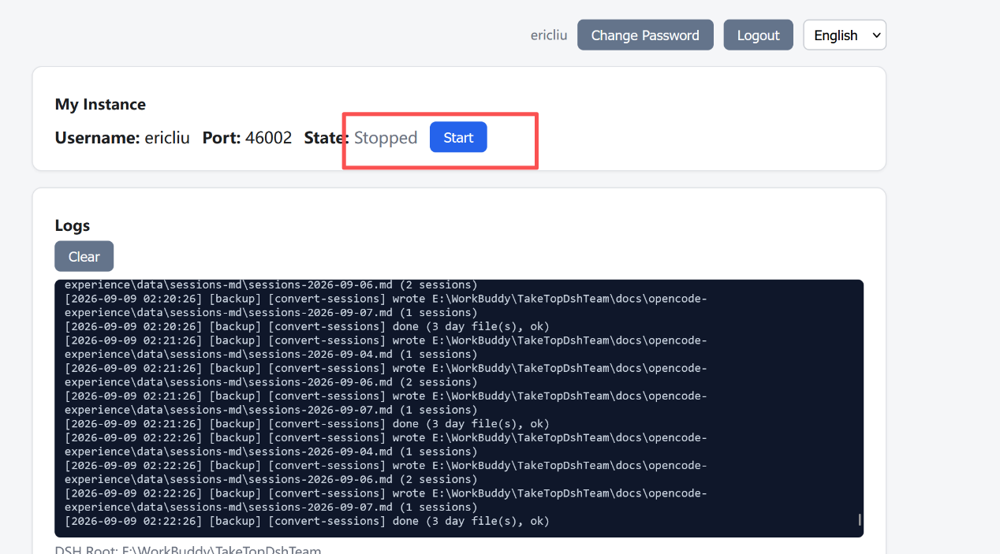 ericliu Change Password Logout English
My Instance
Username: ericliu Port: 46002 State: Stopped Start
Logs
Clear
experience\data\sessions-md\sessions-2026-09-06.md (2 sessions)
[2026-09-09 02:20:26] [backup] [convert-sessions] wrote E:\WorkBuddy\TakeTopDshTeam\docs\opencode-
experience\data\sessions-md\sessions-2026-09-07.md (1 sessions)
[2026-09-09 02:20:26] [backup] [convert-sessions] done (3 day file(s), ok)
[2026-09-09 02:21:26] [backup] [convert-sessions] wrote E:\WorkBuddy\TakeTopDshTeam\docs\opencode-
experience\data\sessions-md\sessions-2026-09-04.md (1 sessions)
[2026-09-09 02:21:26] [backup] [convert-sessions] wrote E:\WorkBuddy\TakeTopDshTeam\docs\opencode-
experience\data\sessions-md\sessions-2026-09-06.md (2 sessions)
[2026-09-09 02:21:26] [backup] [convert-sessions] wrote E:\WorkBuddy\TakeTopDshTeam\docs\opencode-
experience\data\sessions-md\sessions-2026-09-07.md (1 sessions)
[2026-09-09 02:21:26] [backup] [convert-sessions] done (3 day file(s), ok)
[2026-09-09 02:22:26] [backup] [convert-sessions] wrote E:\WorkBuddy\TakeTopDshTeam\docs\opencode-
experience\data\sessions-md\sessions-2026-09-04.md (1 sessions)
[2026-09-09 02:22:26] [backup] [convert-sessions] wrote E:\WorkBuddy\TakeTopDshTeam\docs\opencode-
experience\data\sessions-md\sessions-2026-09-06.md (2 sessions)
[2026-09-09 02:22:26] [backup] [convert-sessions] wrote E:\WorkBuddy\TakeTopDshTeam\docs\opencode-
experience\data\sessions-md\sessions-2026-09-07.md (1 sessions)
[2026-09-09 02:22:26] [backup] [convert-sessions] done (3 day file(s), ok)
DSH Root: E:\WorkBuddy\TakeTopDshTeam